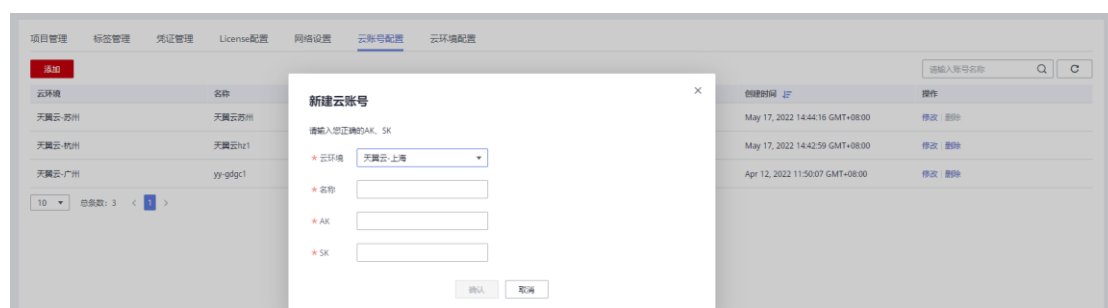 项目管理 标签管理 凭证管理 License配置 网络设置 云账号配置 云环境配置
添加 请输入账号名称
云环境 名称 创建时间 操作
天翼云-苏州 天翼云苏州 May 17, 2022 14:44:16 GMT+08:00 修改 删除
天翼云-杭州 天翼云hz1 May 17, 2022 14:42:59 GMT+08:00 修改 删除
天翼云-广州 yy-gdgc1 Apr 12, 2022 11:50:07 GMT+08:00 修改 删除
10 总条数: 3 < 1 >
新建云账号 ×
请输入您正确的AK、SK
* 云环境 天翼云-上海
* 名称
* AK
* SK
确认 取消